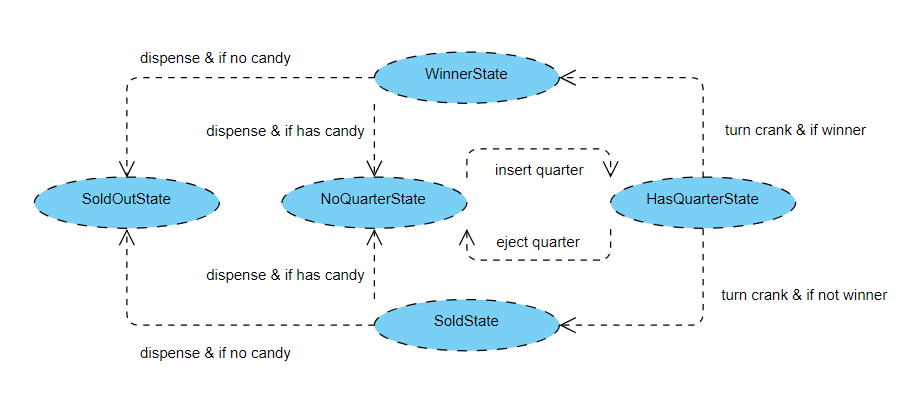 dispense & if no candy
WinnerState
dispense & if has candy
turn crank & if winner
insert quarter
SoldOutState
NoQuarterState
HasQuarterState
eject quarter
dispense & if has candy
turn crank & if not winner
SoldState
dispense & if no candy